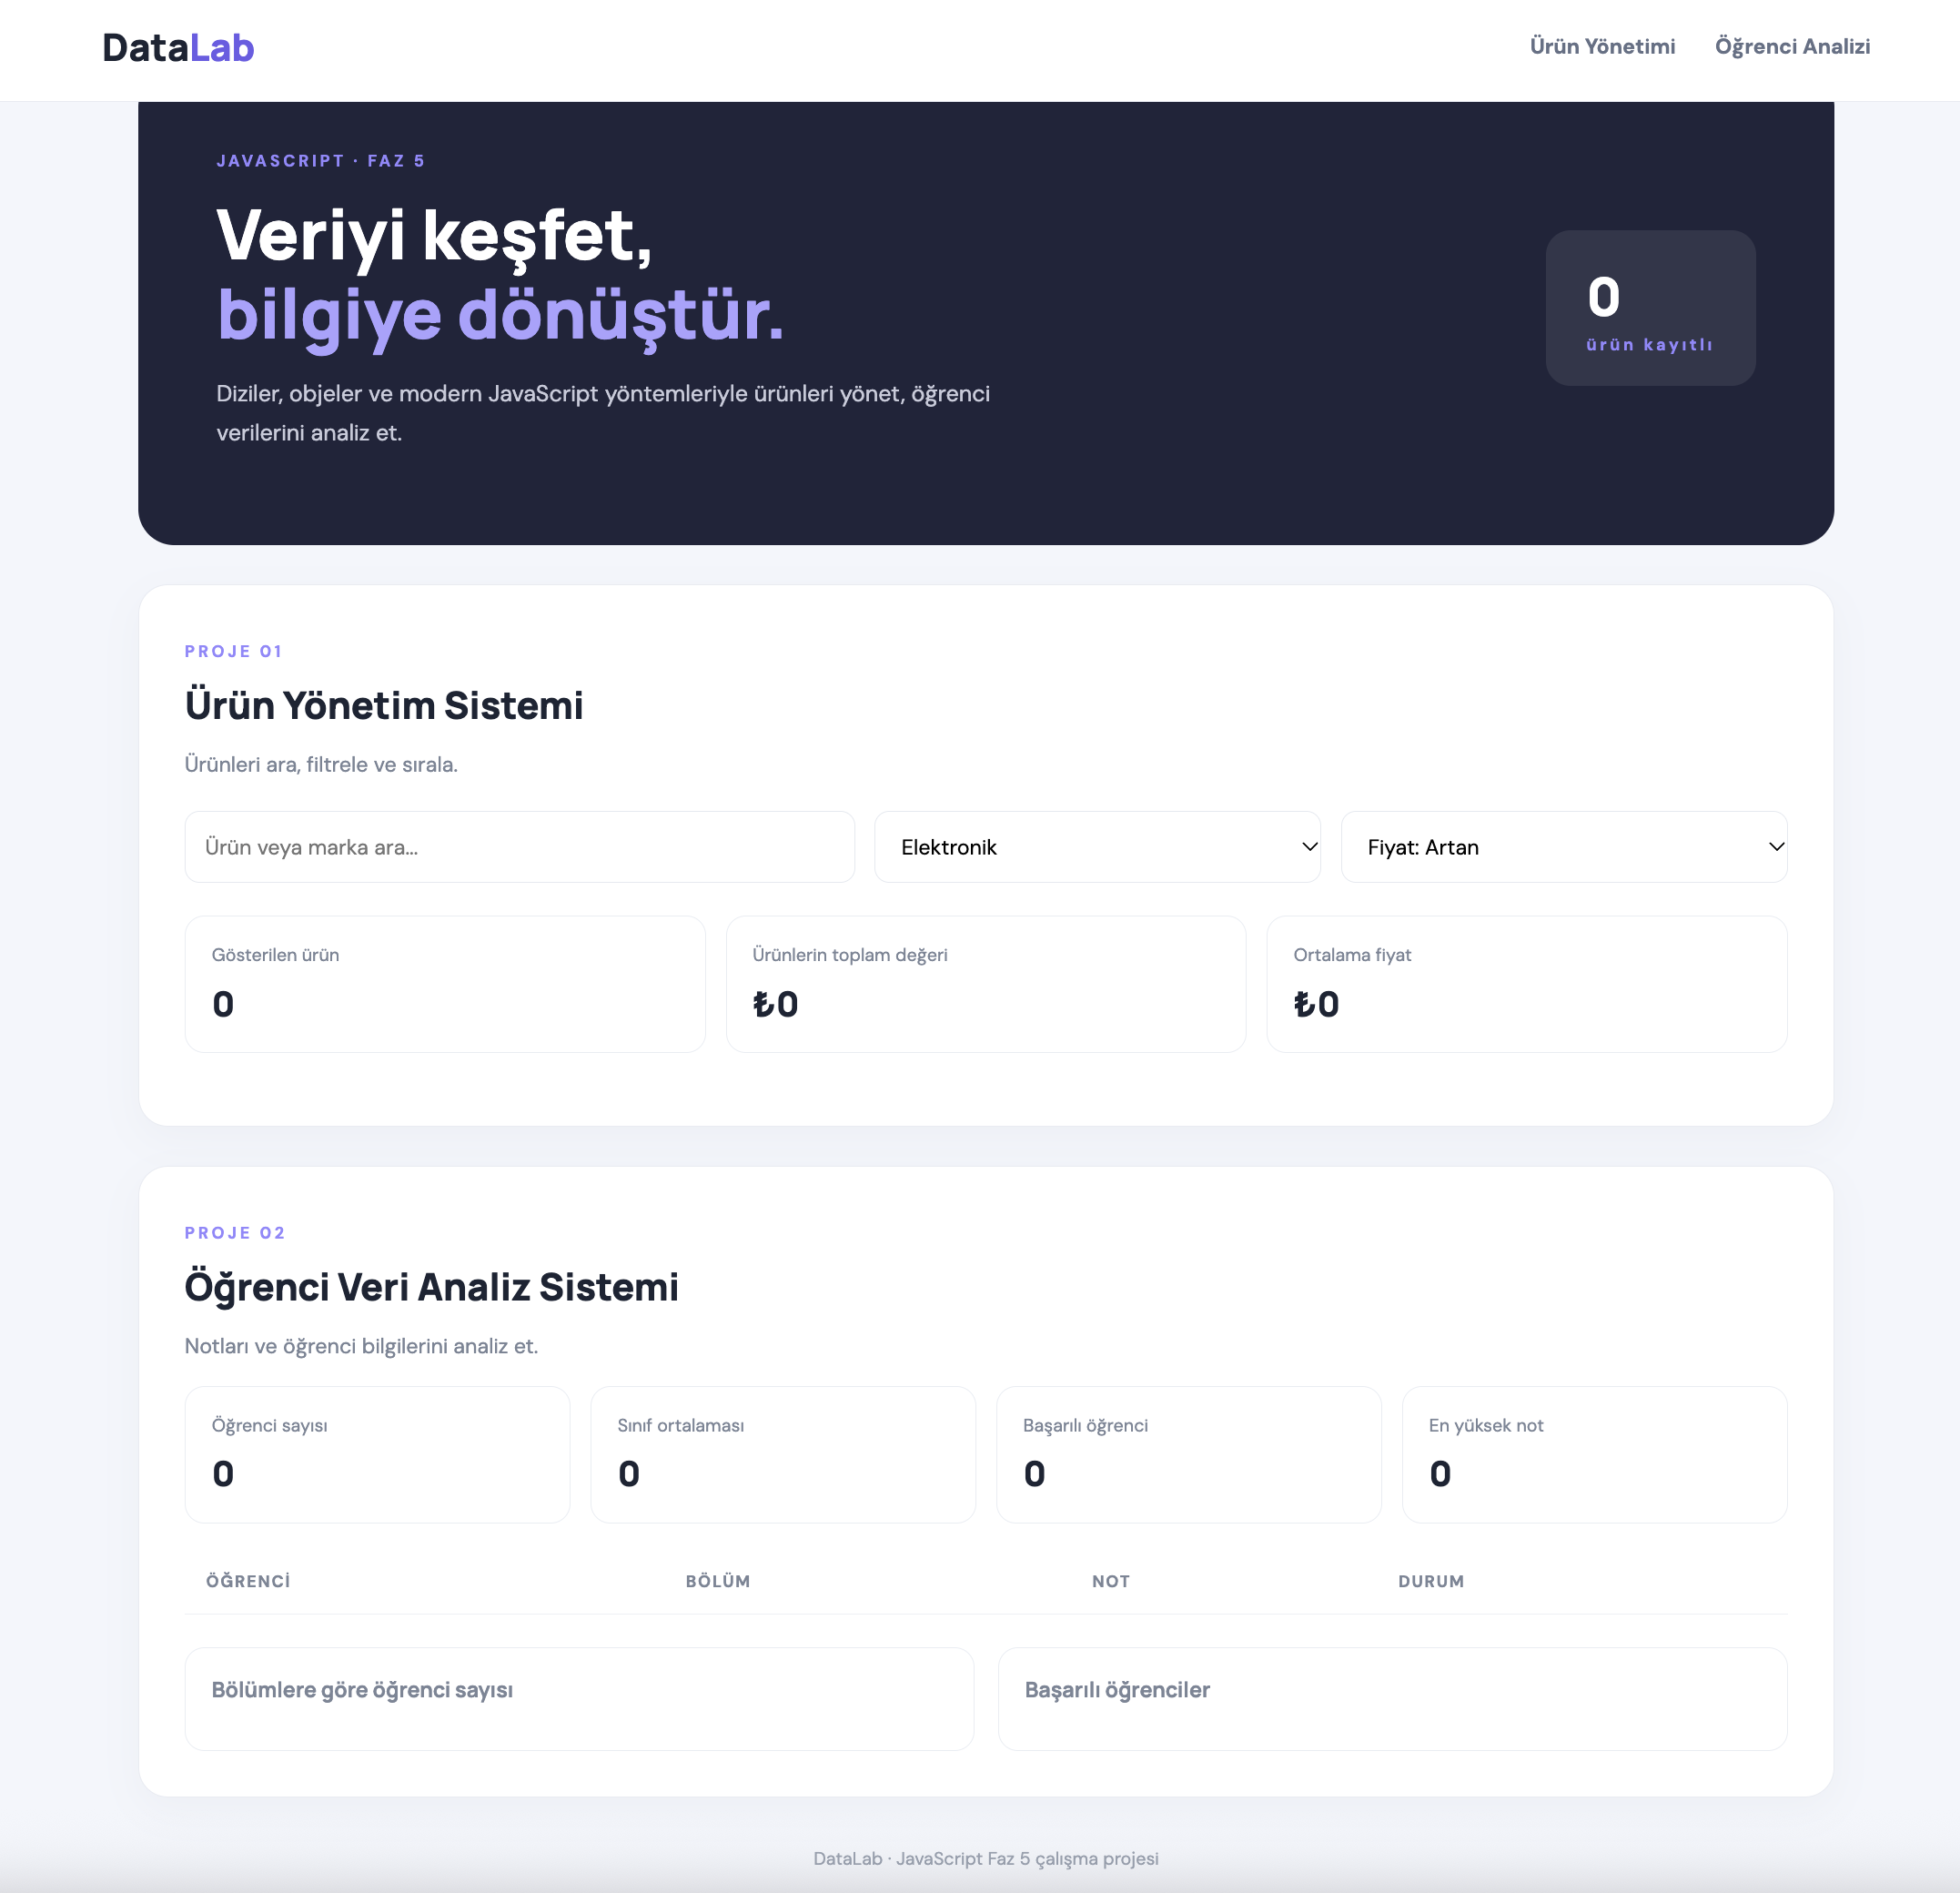 DataLab
Ürün Yönetimi
Öğrenci Analizi
JAVASCRIPT · FAZ 5
Veriyi keşfet,
bilgiye dönüştür.
Diziler, objeler ve modern JavaScript yöntemleriyle ürünleri yönet, öğrenci
verilerini analiz et.
0
ürün kayıtlı
PROJE 01
Ürün Yönetim Sistemi
Ürünleri ara, filtrele ve sırala.
Ürün veya marka ara...
Elektronik
Fiyat: Artan
Gösterilen ürün
0
Ürünlerin toplam değeri
₺0
Ortalama fiyat
₺0
PROJE 02
Öğrenci Veri Analiz Sistemi
Notları ve öğrenci bilgilerini analiz et.
Öğrenci sayısı
0
Sınıf ortalaması
0
Başarılı öğrenci
0
En yüksek not
0
ÖĞRENCİ
BÖLÜM
NOT
DURUM
Bölümlere göre öğrenci sayısı
Başarılı öğrenciler
DataLab · JavaScript Faz 5 çalışma projesi